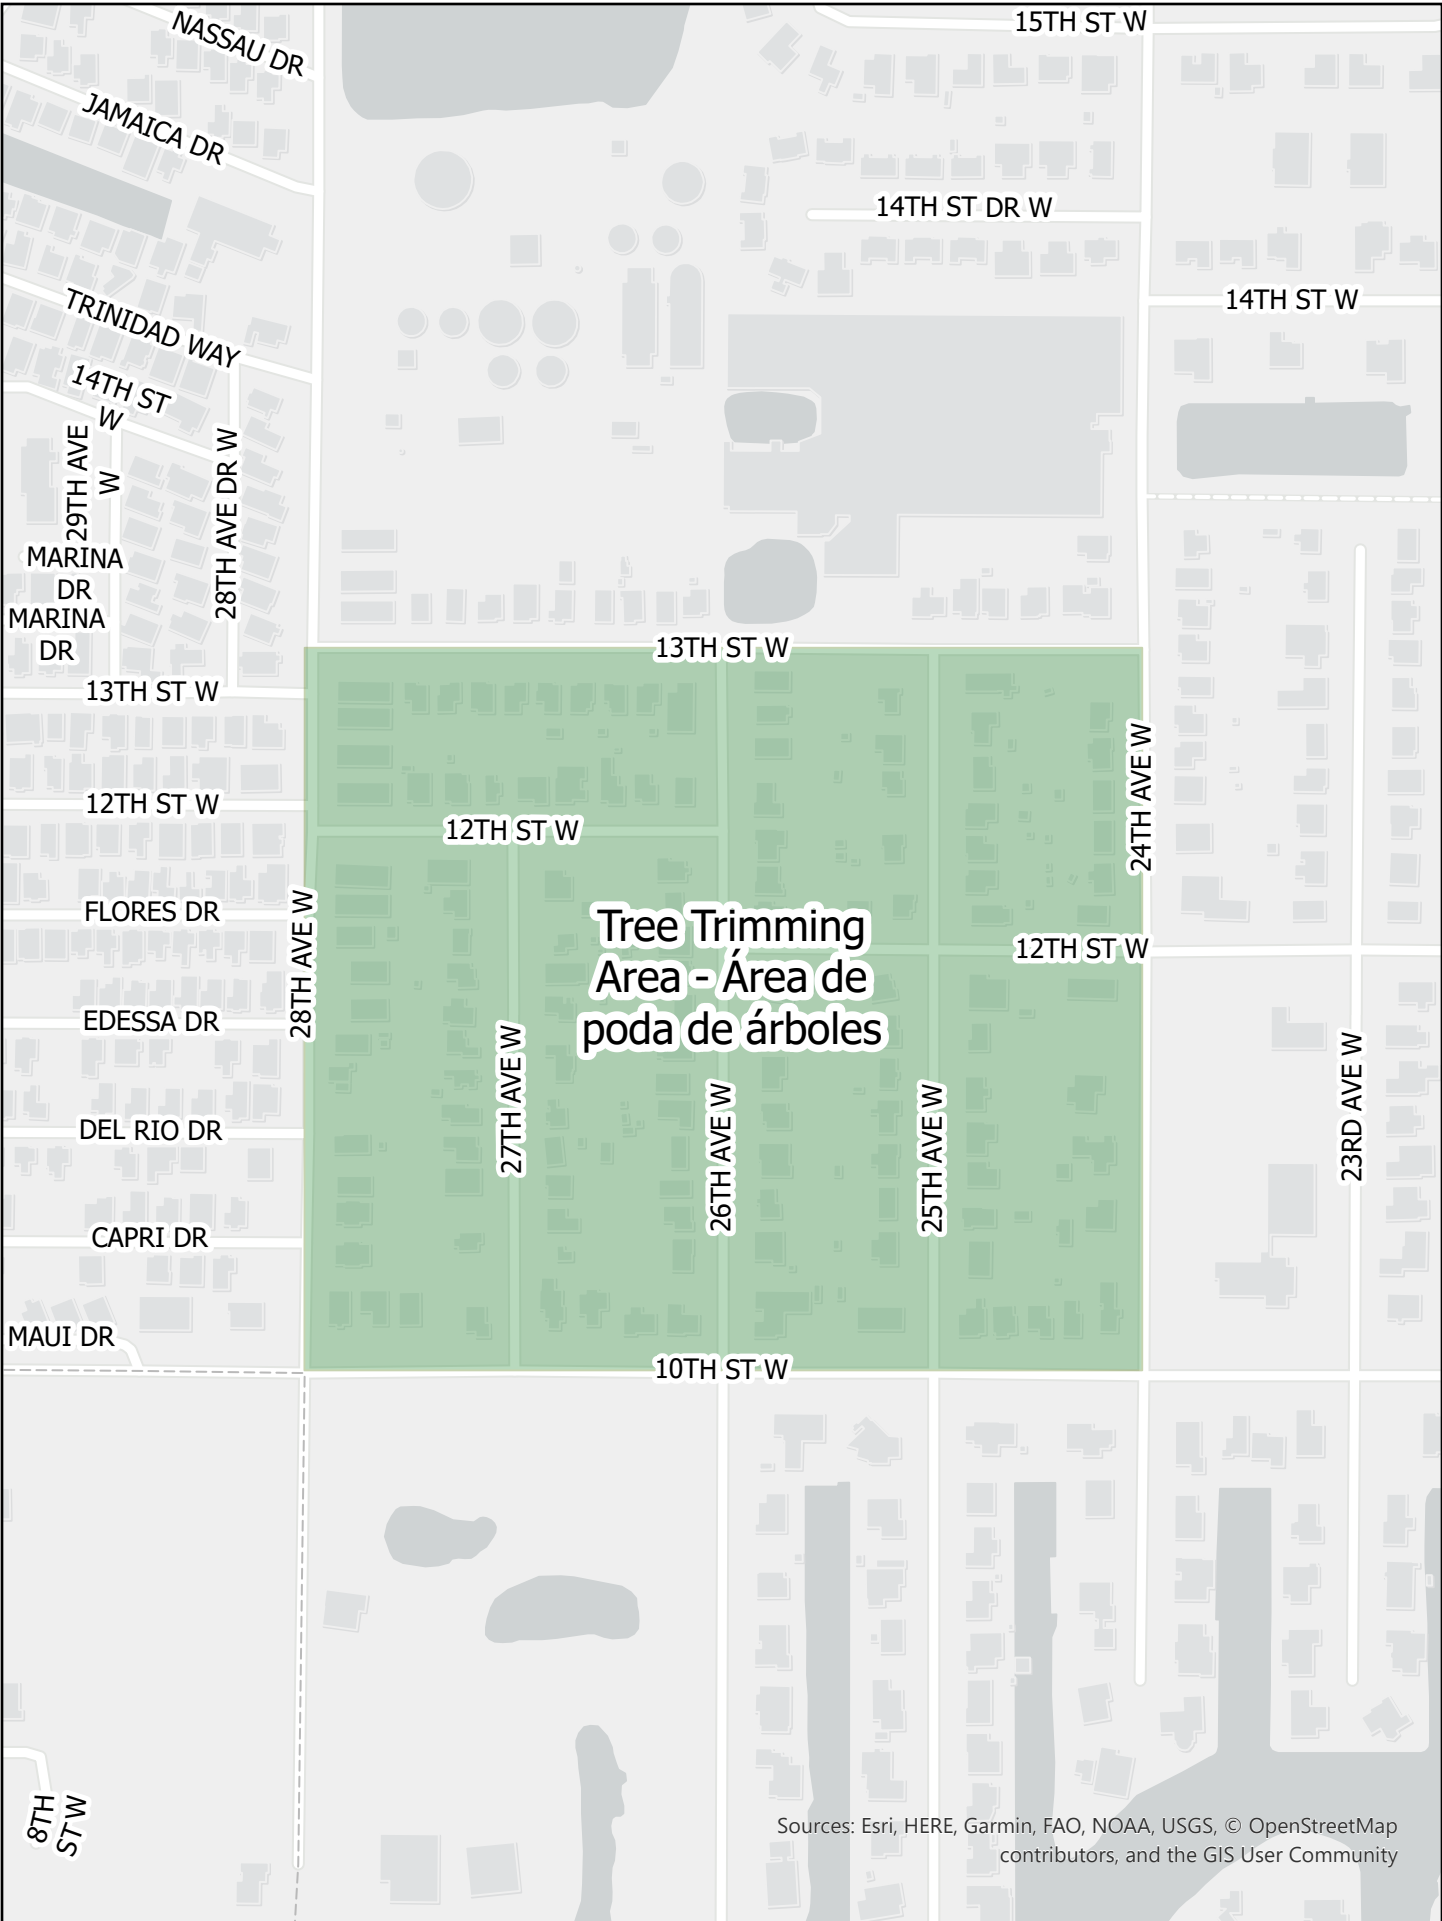 15TH ST W
NASSAU DR
JAMAICA DR
14TH ST DR W
14TH ST W
TRINIDAD WAY
14TH ST
W
29TH AVE
W
28TH AVE DR W
MARINA
DR
MARINA
DR
13TH ST W
13TH ST W
12TH ST W
24TH AVE W
12TH ST W
FLORES DR
28TH AVE W
Tree Trimming
Area - Área de
poda de árboles
12TH ST W
EDESSA DR
27TH AVE W
26TH AVE W
25TH AVE W
23RD AVE W
DEL RIO DR
CAPRI DR
MAUI DR
10TH ST W
8TH
ST W
Sources: Esri, HERE, Garmin, FAO, NOAA, USGS, © OpenStreetMap
contributors, and the GIS User Community